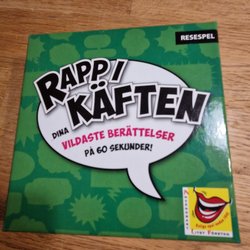 RESESPEL
RAPP I
KÄFTEN
DINA
VILDASTE BERÄTTELSER
PÅ 60 SEKUNDER!